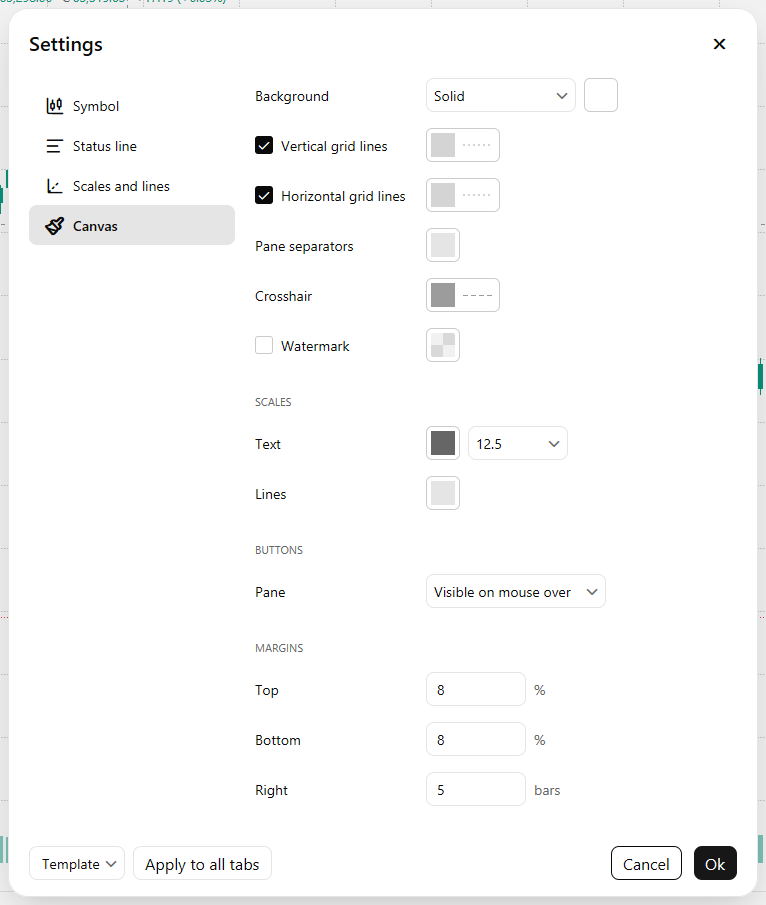 Settings
Symbol
Status line
Scales and lines
Canvas
Background
Solid
Vertical grid lines
Horizontal grid lines
Pane separators
Crosshair
Watermark
SCALES
Text
12.5
Lines
BUTTONS
Pane
Visible on mouse over
MARGINS
Top
8 %
Bottom
8 %
Right
5 bars
Template
Apply to all tabs
Cancel
Ok